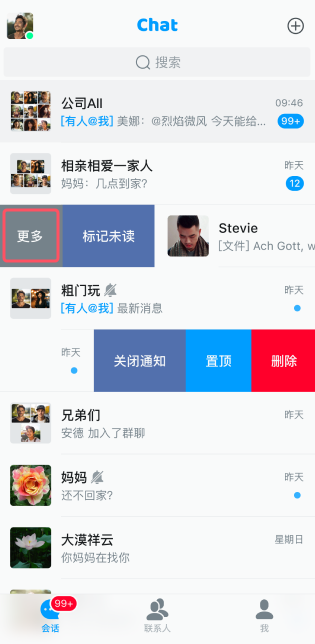 Chat
搜索
公司All
09:46
[有人@我] 美娜：@烈焰微风 今天能给...
99+
相亲相爱一家人
昨天
妈妈：几点到家?
12
更多
标记未读
Stevie
[文件] Ach Gott, w
粗门玩
昨天
[有人@我] 最新消息
昨天
关闭通知
置顶
删除
兄弟们
昨天
安德 加入了群聊
妈妈
昨天
还不回家?
大漠祥云
星期日
你妈妈在找你
99+
会话
联系人
我